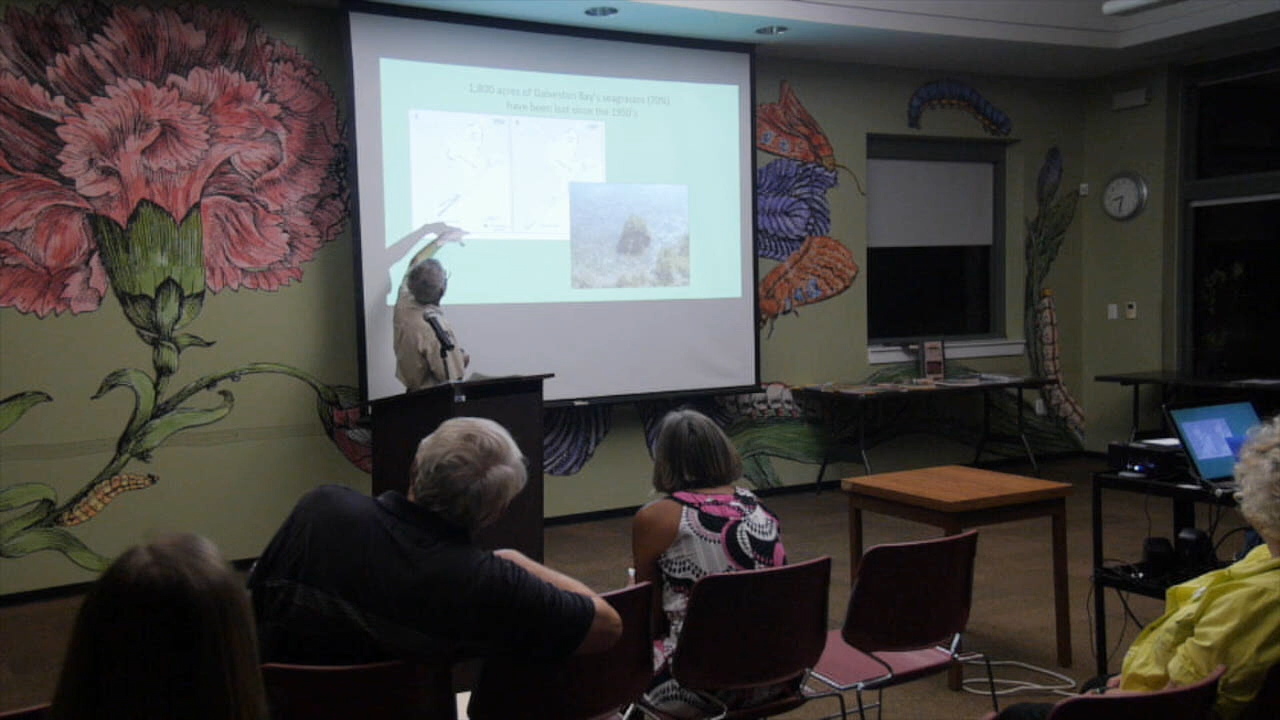 1,800 acres of Galveston Bay's seagrasses (70%)
have been lost since the 1950's